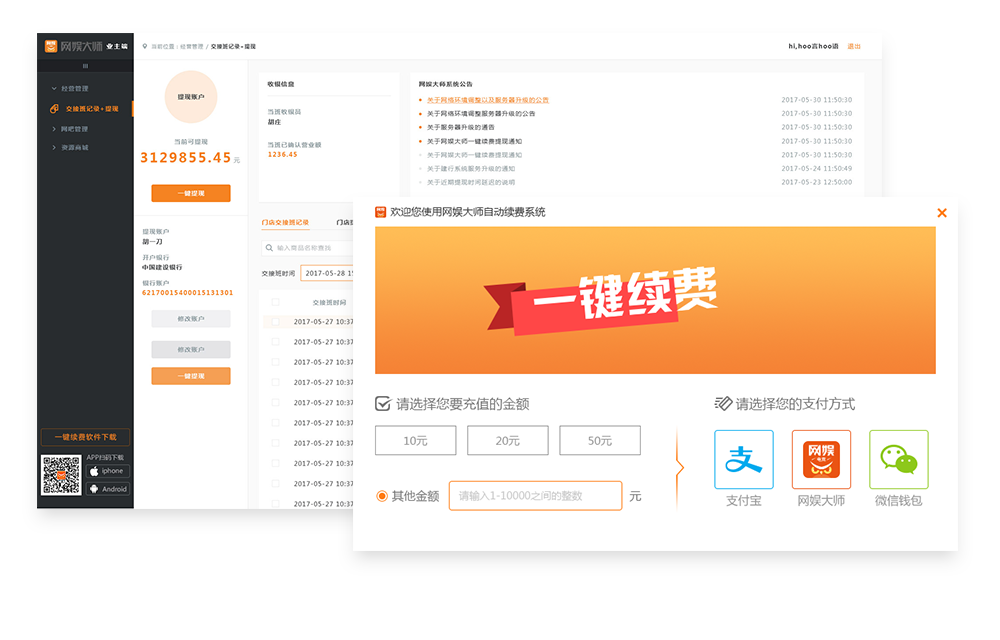 网娱大师 业主端
当前位置：经营管理 / 交接班记录+提现
hi,hoo言hoo语 退出
经营管理
交接班记录+提现
网吧管理
资源商城
一键续费软件下载
APP扫码下载
iphone
Android
提现账户
当前可提现
3129855.45元
一键提现
提现账户
胡一刀
开户银行
中国建设银行
银行账户
62170015400015131301
修改账户
修改账户
一键提现
收银信息
当班收银员
胡庄
当班已确认营业额
1236.45
网娱大师系统公告
关于网络环境调整以及服务器升级的公告 2017-05-30 11:50:30
关于网络环境调整服务器升级的公告 2017-05-30 11:50:30
关于服务器升级的通告 2017-05-30 11:50:30
关于网娱大师一键续费提现通知 2017-05-30 11:50:30
关于网娱大师一键续费提现通知 2017-05-30 11:50:30
关于建行系统服务升级的通知 2017-05-24 11:50:49
关于近期提现时间延迟的说明 2017-05-23 12:50:00
门店交接班记录 门店
输入商品名称查找
交接班时间 2017-05-28 1
交接班时间
2017-05-27 10:37
2017-05-27 10:37
2017-05-27 10:37
2017-05-27 10:37
2017-05-27 10:37
2017-05-27 10:37
2017-05-27 10:37
2017-05-27 10:37
2017-05-27 10:37
2017-05-27 10:37
网娱 欢迎您使用网娱大师自动续费系统
一键续费
请选择您要充值的金额
10元 20元 50元
其他金额 请输入1-10000之间的整数 元
请选择您的支付方式
支
网娱
支付宝 网娱大师 微信钱包